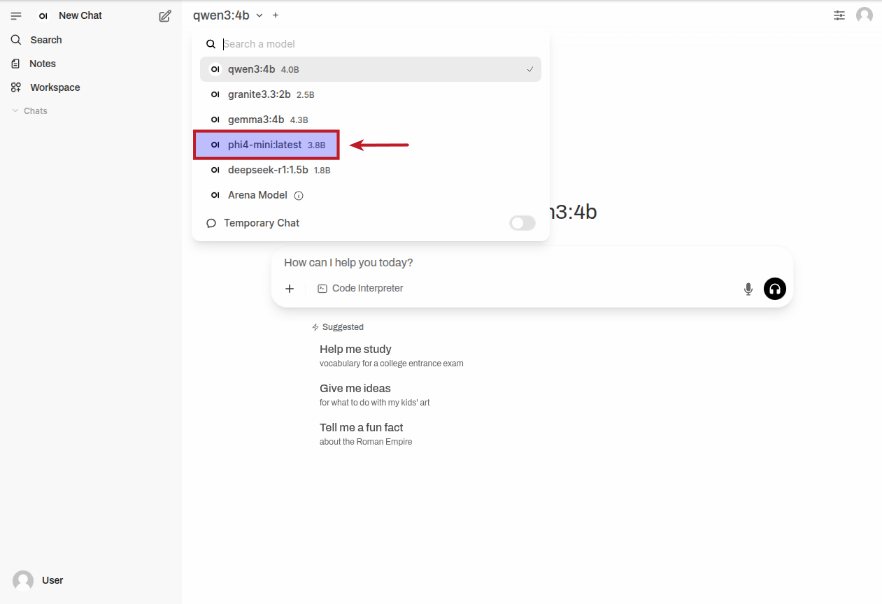 OI New Chat
Search
Notes
Workspace
Chats
User
qwen3:4b
Search a model
OI qwen3:4b 4.0B
OI granite3.3:2b 2.5B
OI gemma3:4b 4.3B
OI phi4-mini:latest 3.8B
OI deepseek-r1:1.5b 1.8B
OI Arena Model
Temporary Chat
n3:4b
How can I help you today?
Code Interpreter
Suggested
Help me study
vocabulary for a college entrance exam
Give me ideas
for what to do with my kids' art
Tell me a fun fact
about the Roman Empire